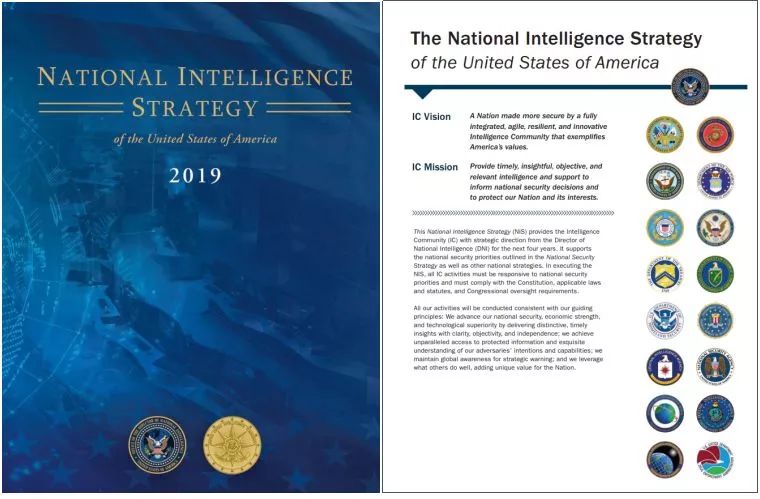 NATIONAL INTELLIGENCE
STRATEGY
of the United States of America
2019
The National Intelligence Strategy
of the United States of America
IC Vision
A Nation made more secure by a fully
integrated, agile, resilient, and innovative
Intelligence Community that exemplifies
America's values.
IC Mission
Provide timely, insightful, objective, and
relevant intelligence and support to
inform national security decisions and
to protect our Nation and its interests.
This National Intelligence Strategy (NIS) provides the Intelligence
Community (IC) with strategic direction from the Director of
National Intelligence (DNI) for the next four years. It supports
the national security priorities outlined in the National Security
Strategy as well as other national strategies. In executing the
NIS, all IC activities must be responsive to national security
priorities and must comply with the Constitution, applicable laws
and statutes, and Congressional oversight requirements.
All our activities will be conducted consistent with our guiding
principles: We advance our national security, economic strength,
and technological superiority by delivering distinctive, timely
insights with clarity, objectivity, and independence; we achieve
unparalleled access to protected information and exquisite
understanding of our adversaries' intentions and capabilities; we
maintain global awareness for strategic warning; and we leverage
what others do well, adding unique value for the Nation.